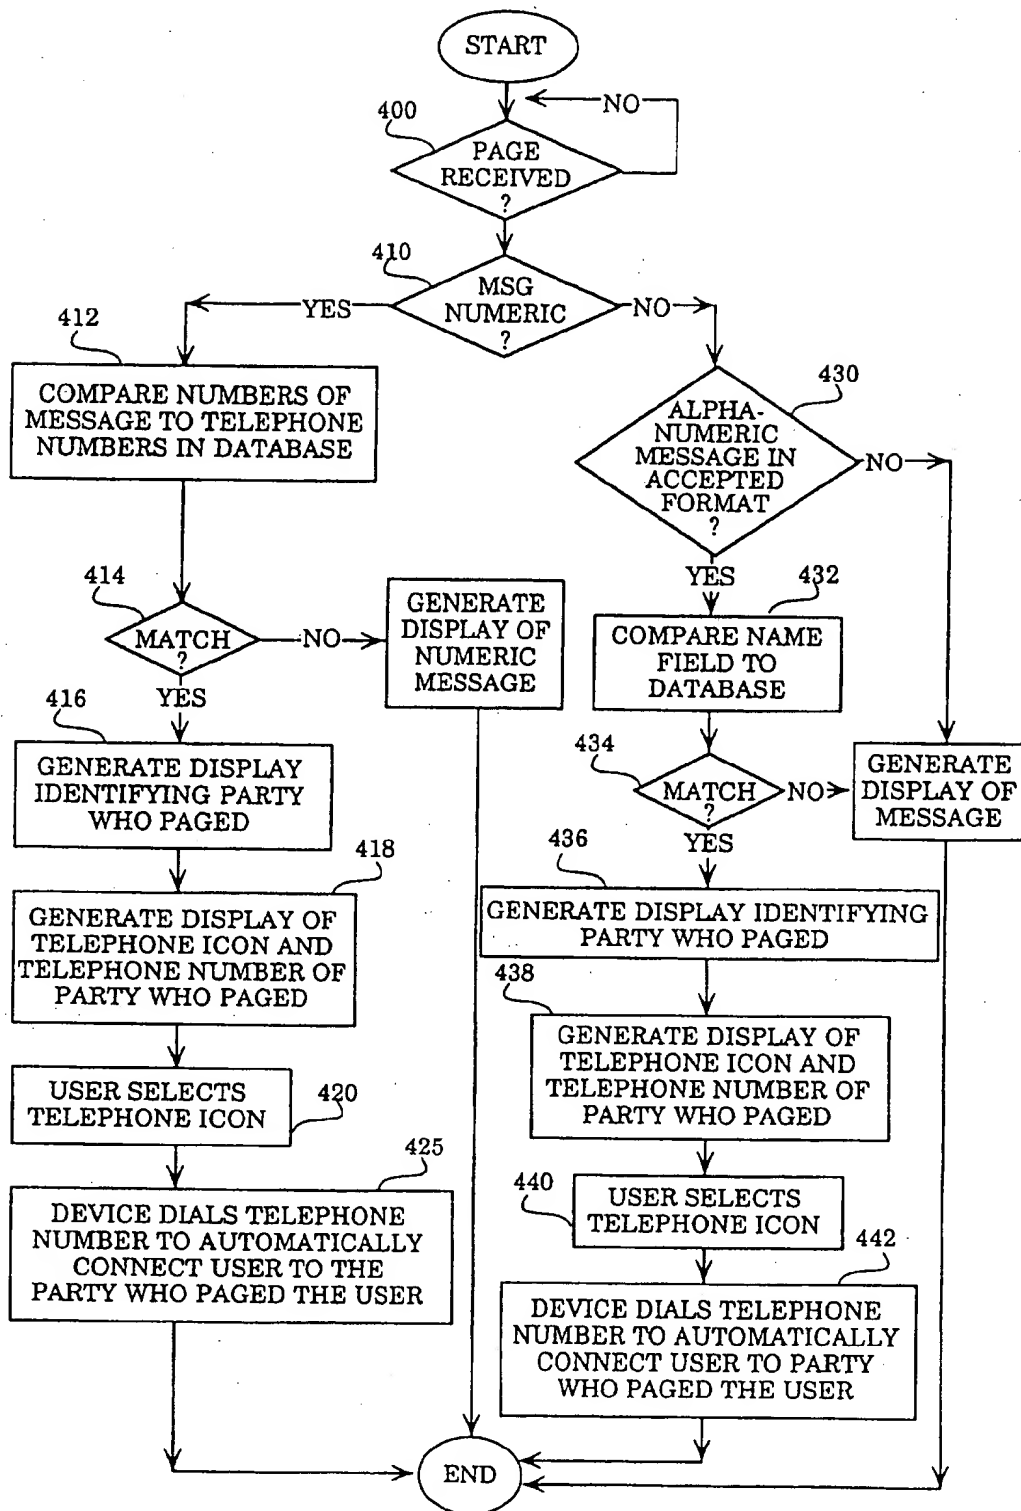 START
NO
400
PAGE
RECEIVED
?
410
MSG
NUMERIC
?
YES
NO
412
COMPARE NUMBERS OF
MESSAGE TO TELEPHONE
NUMBERS IN DATABASE
430
ALPHA-
NUMERIC
MESSAGE IN
ACCEPTED
FORMAT
?
NO
YES
414
MATCH
?
NO
YES
GENERATE
DISPLAY OF
NUMERIC
MESSAGE
432
COMPARE NAME
FIELD TO
DATABASE
416
GENERATE DISPLAY
IDENTIFYING PARTY
WHO PAGED
434
MATCH
?
NO
YES
GENERATE
DISPLAY OF
MESSAGE
418
GENERATE DISPLAY OF
TELEPHONE ICON AND
TELEPHONE NUMBER OF
PARTY WHO PAGED
436
GENERATE DISPLAY IDENTIFYING
PARTY WHO PAGED
438
GENERATE DISPLAY OF
TELEPHONE ICON AND
TELEPHONE NUMBER OF
PARTY WHO PAGED
USER SELECTS
TELEPHONE ICON
420
425
DEVICE DIALS TELEPHONE
NUMBER TO AUTOMATICALLY
CONNECT USER TO THE
PARTY WHO PAGED THE USER
440
USER SELECTS
TELEPHONE ICON
442
DEVICE DIALS TELEPHONE
NUMBER TO AUTOMATICALLY
CONNECT USER TO PARTY
WHO PAGED THE USER
END